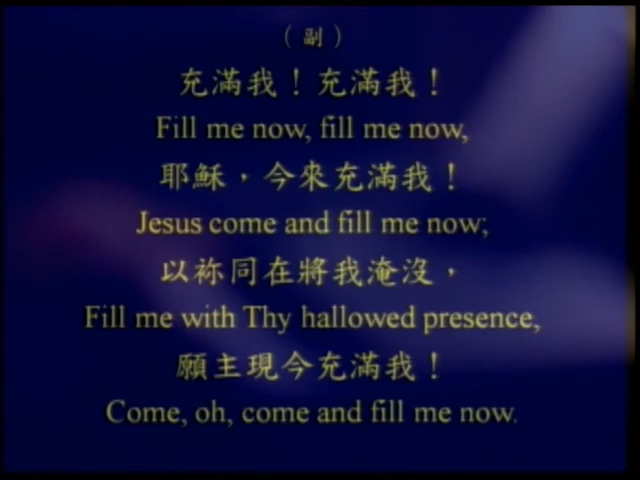 （副）
充滿我！充滿我！
Fill me now, fill me now,
耶穌，今來充滿我！
Jesus come and fill me now;
以祢同在將我淹沒，
Fill me with Thy hallowed presence,
願主現今充滿我！
Come, oh, come and fill me now.